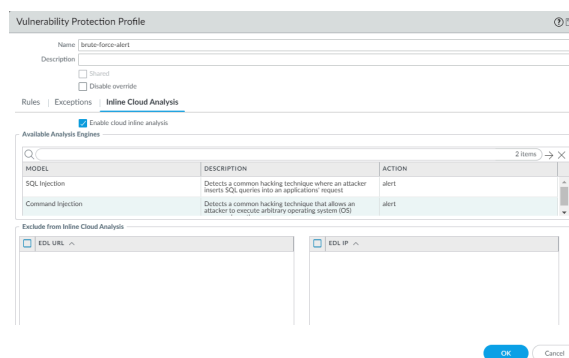 Vulnerability Protection Profile
Name brute-force-alert
Description
Shared
Disable override
Rules | Exceptions | Inline Cloud Analysis
Enable cloud inline analysis
Available Analysis Engines
2 items
MODEL DESCRIPTION ACTION
SQL Injection Detects a common hacking technique where an attacker inserts SQL queries into an applications' request alert
Command Injection Detects a common hacking technique that allows an attacker to execute arbitrary operating system (OS) alert
Exclude from Inline Cloud Analysis
EDL URL EDL IP
OK Cancel